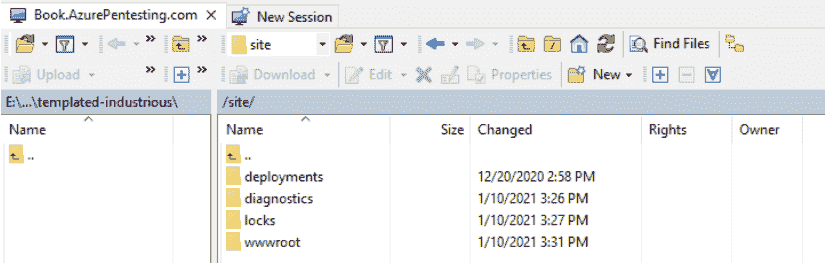 Book.AzurePentesting.com × New Session
» » site Find Files
Upload » Download Edit Properties New
E:\...\templated-industrious\ /site/
Name Name Size Changed Rights Owner
.. ..
deployments 12/20/2020 2:58 PM
diagnostics 1/10/2021 3:26 PM
locks 1/10/2021 3:27 PM
wwwroot 1/10/2021 3:31 PM